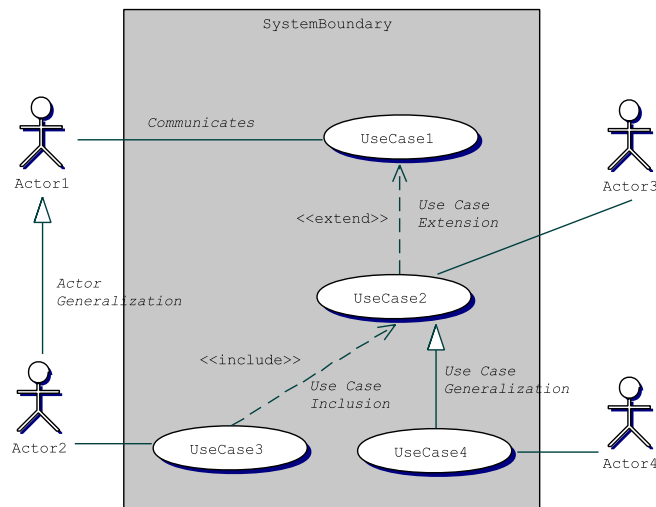 SystemBoundary
Communicates
UseCase1
Actor1
Actor3
<<extend>>
Use Case
Extension
Actor
Generalization
UseCase2
<<include>>
Use Case
Inclusion
Use Case
Generalization
Actor2
UseCase3
UseCase4
Actor4